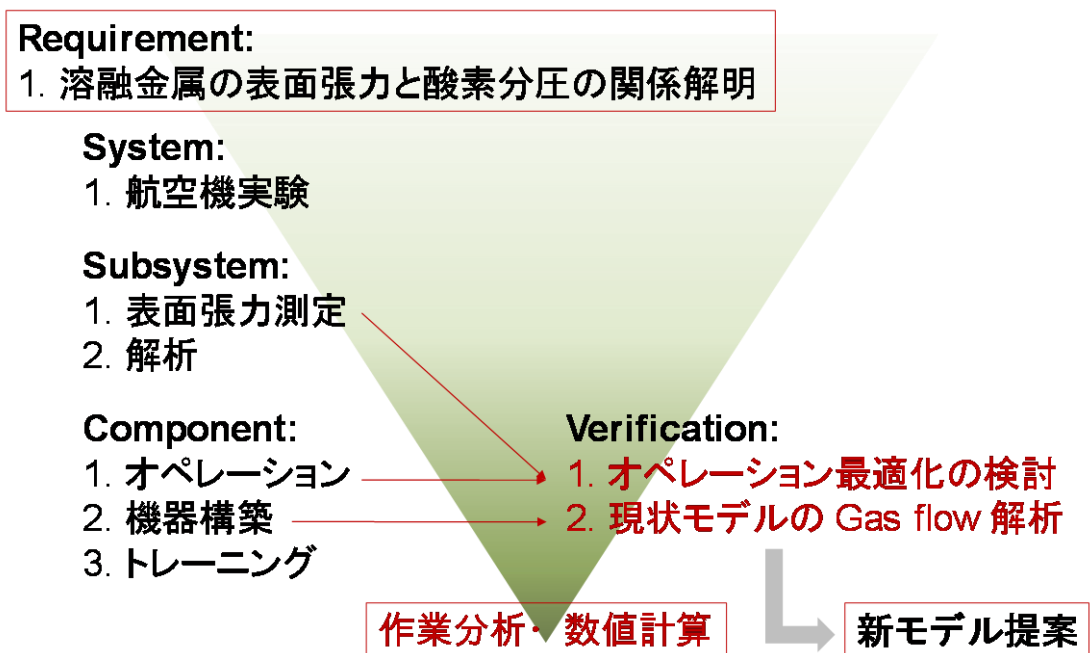 Requirement:
1. 溶融金属の表面張力と酸素分圧の関係解明
System:
1. 航空機実験
Subsystem:
1. 表面張力測定
2. 解析
Component:
1. オペレーション
2. 機器構築
3. トレーニング
Verification:
1. オペレーション最適化の検討
2. 現状モデルの Gas flow 解析
作業分析・ 数値計算
新モデル提案